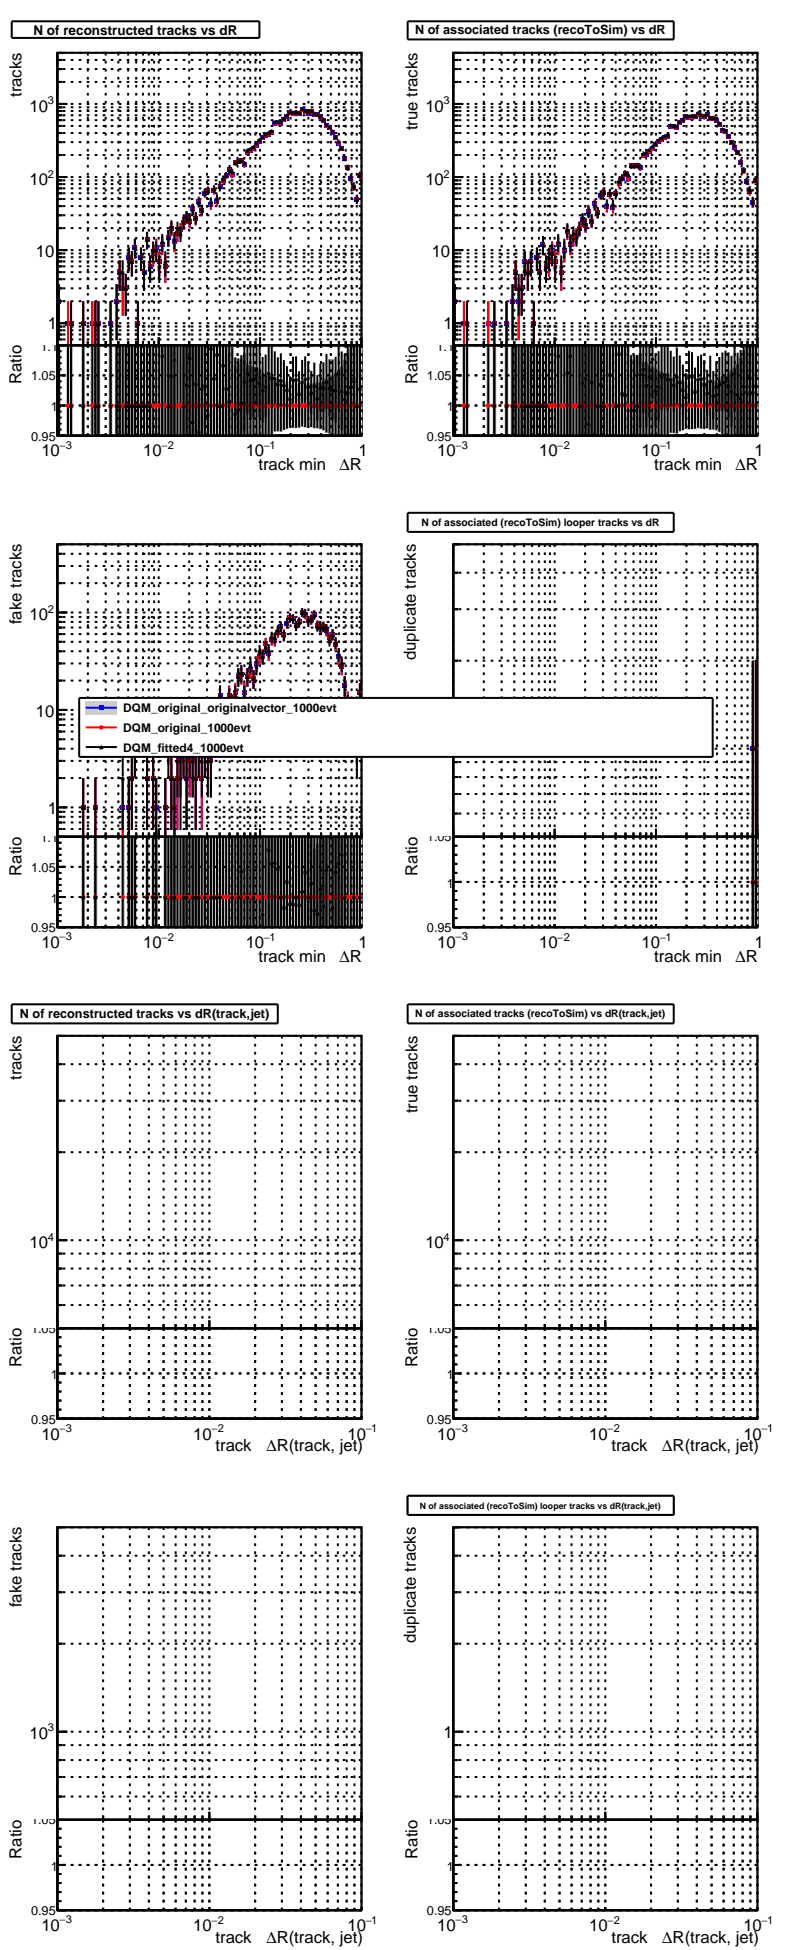 N of reconstructed tracks vs dR
N of associated tracks (recoToSim) vs dR
tracks
10³
10²
10
1
Ratio
1.1
1.05
1
0.95
10⁻³
10⁻²
10⁻¹
1
track min ΔR
true tracks
10³
10²
10
1
Ratio
1.1
1.05
1
0.95
10⁻³
10⁻²
10⁻¹
1
track min ΔR
N of associated (recoToSim) looper tracks vs dR
fake tracks
10²
10
1
Ratio
1.1
1.05
1
0.95
10⁻³
10⁻²
10⁻¹
1
track min ΔR
duplicate tracks
Ratio
1.05
1
0.95
10⁻³
10⁻²
10⁻¹
1
track min ΔR
DQM_original_originalvector_1000evt
DQM_original_1000evt
DQM_fitted4_1000evt
N of reconstructed tracks vs dR(track,jet)
N of associated tracks (recoToSim) vs dR(track,jet)
tracks
10⁴
Ratio
1.05
1
0.95
10⁻³
10⁻²
10⁻¹
track ΔR(track, jet)
true tracks
10⁴
Ratio
1.05
1
0.95
10⁻³
10⁻²
10⁻¹
track ΔR(track, jet)
N of associated (recoToSim) looper tracks vs dR(track,jet)
fake tracks
10³
Ratio
1.05
1
0.95
10⁻³
10⁻²
10⁻¹
track ΔR(track, jet)
duplicate tracks
1
Ratio
1.05
1
0.95
10⁻³
10⁻²
10⁻¹
track ΔR(track, jet)